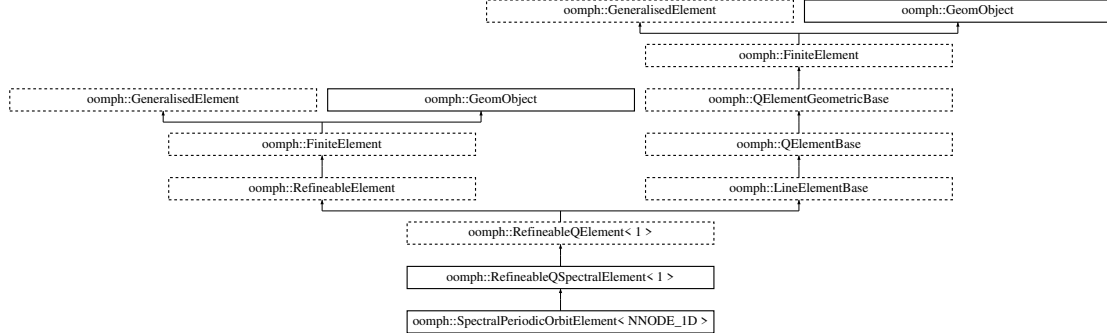 oomph::GeneralisedElement oomph::GeomObject
oomph::FiniteElement
oomph::GeneralisedElement oomph::GeomObject oomph::QElementGeometricBase
oomph::FiniteElement oomph::QElementBase
oomph::RefineableElement oomph::LineElementBase
oomph::RefineableQElement< 1 >
oomph::RefineableQSpectralElement< 1 >
oomph::SpectralPeriodicOrbitElement< NNODE_1D >